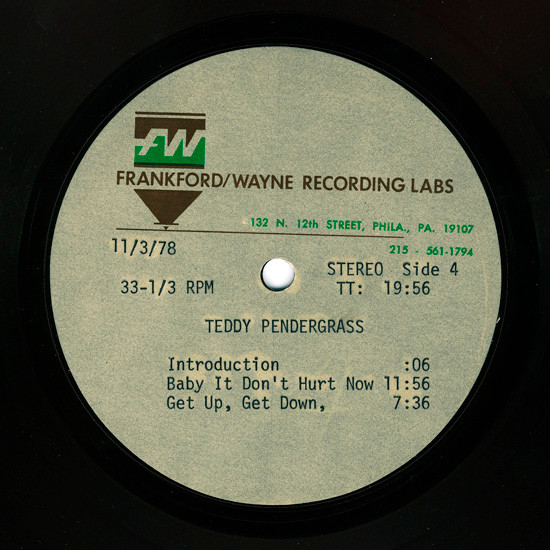 FW
FRANKFORD/WAYNE RECORDING LABS
132 N. 12th STREET, PHILA., PA. 19107
11/3/78
215 - 561-1794
STEREO Side 4
33-1/3 RPM TT: 19:56
TEDDY PENDERGRASS
Introduction :06
Baby It Don't Hurt Now 11:56
Get Up, Get Down, 7:36